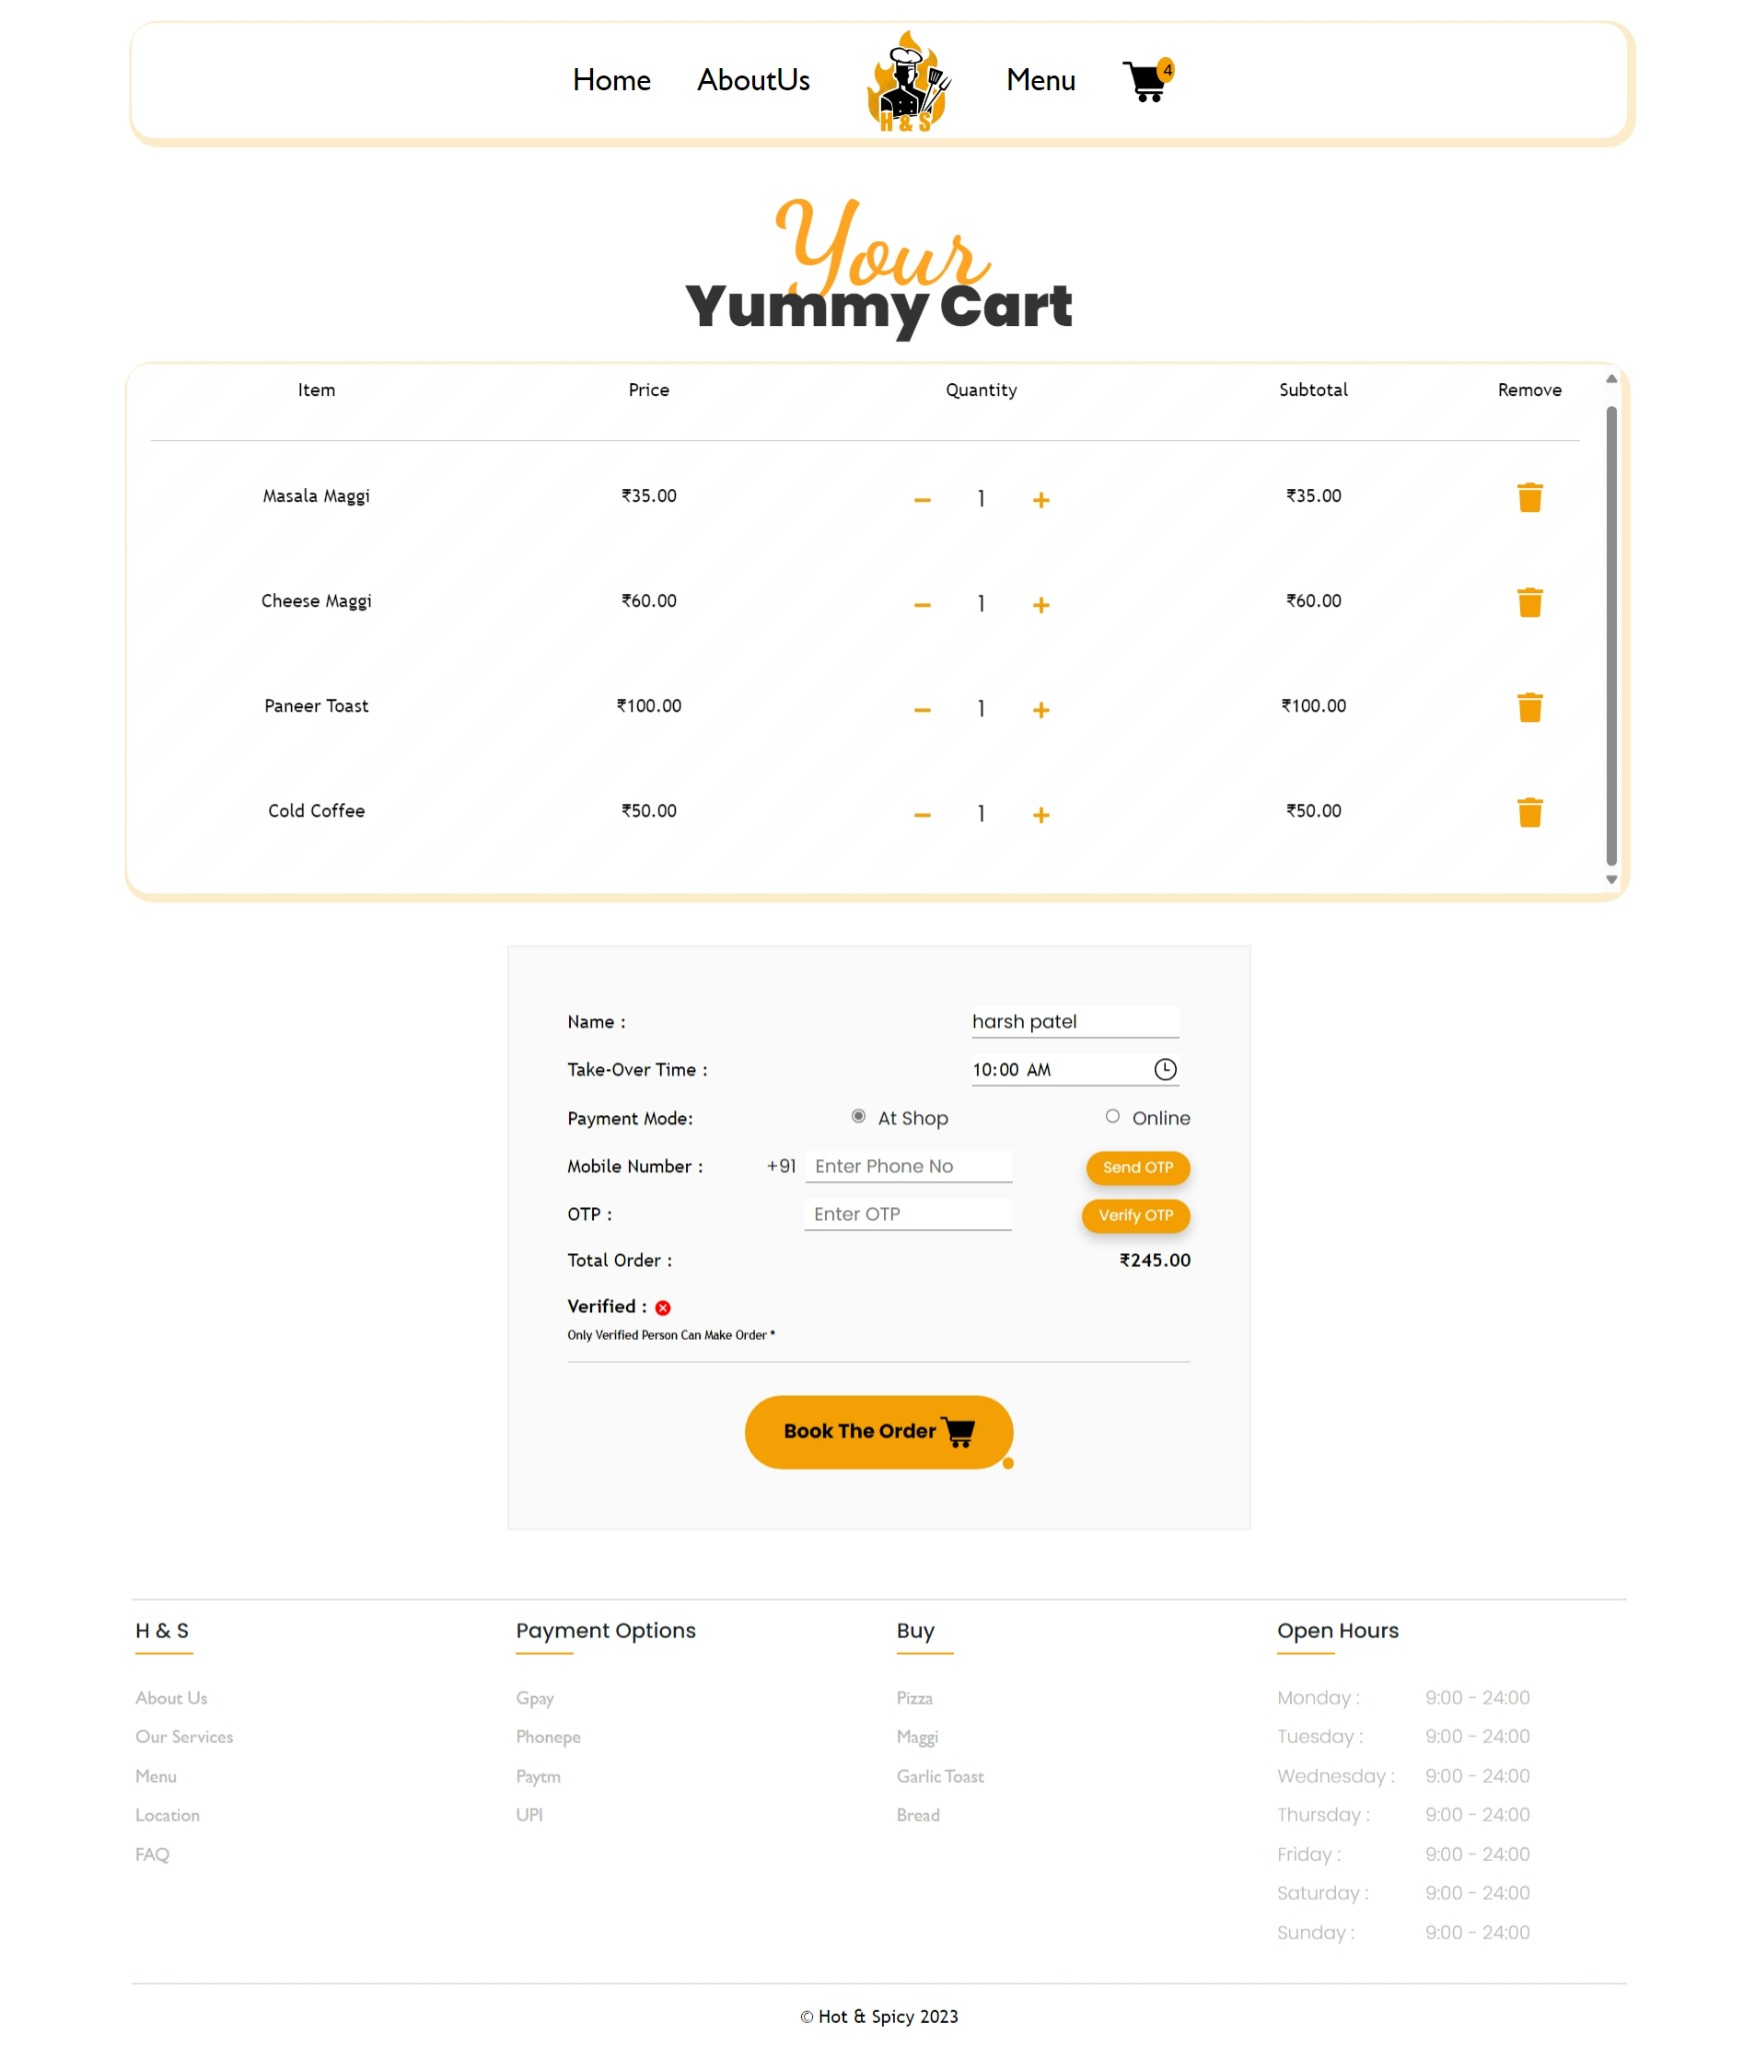 Home AboutUs H & S Menu 4
Your
Yummy Cart
Item Price Quantity Subtotal Remove
Masala Maggi ₹35.00 − 1 + ₹35.00
Cheese Maggi ₹60.00 − 1 + ₹60.00
Paneer Toast ₹100.00 − 1 + ₹100.00
Cold Coffee ₹50.00 − 1 + ₹50.00
Name : harsh patel
Take-Over Time : 10:00 AM
Payment Mode: At Shop Online
Mobile Number : +91 Enter Phone No Send OTP
OTP : Enter OTP Verify OTP
Total Order : ₹245.00
Verified :
Only Verified Person Can Make Order *
Book The Order
H & S Payment Options Buy Open Hours
About Us Gpay Pizza Monday : 9:00 - 24:00
Our Services Phonepe Maggi Tuesday : 9:00 - 24:00
Menu Paytm Garlic Toast Wednesday : 9:00 - 24:00
Location UPI Bread Thursday : 9:00 - 24:00
FAQ Friday : 9:00 - 24:00
Saturday : 9:00 - 24:00
Sunday : 9:00 - 24:00
© Hot & Spicy 2023